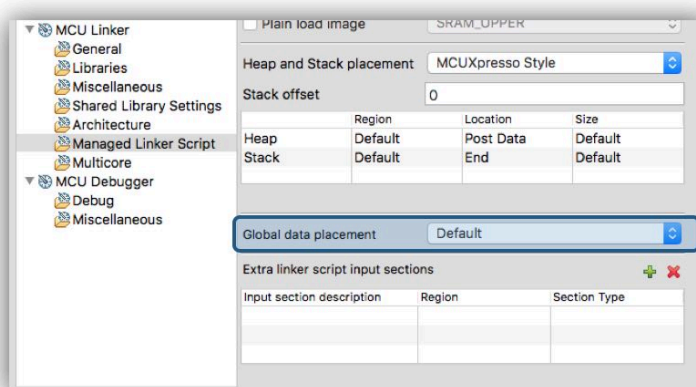 MCU Linker
General
Libraries
Miscellaneous
Shared Library Settings
Architecture
Managed Linker Script
Multicore
MCU Debugger
Debug
Miscellaneous
Plain load image SRAM_UPPER
Heap and Stack placement MCUXpresso Style
Stack offset 0
Region Location Size
Heap Default Post Data Default
Stack Default End Default
Global data placement Default
Extra linker script input sections
Input section description Region Section Type